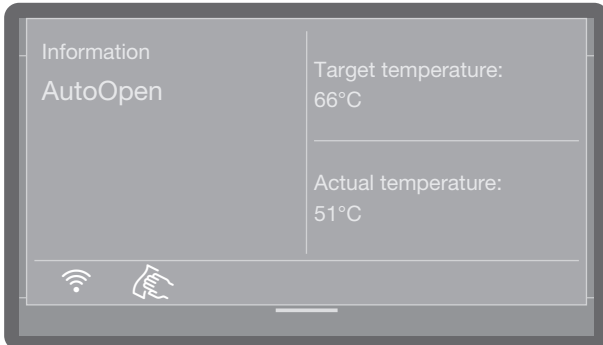 Information
AutoOpen
Target temperature:
66°C
Actual temperature:
51°C